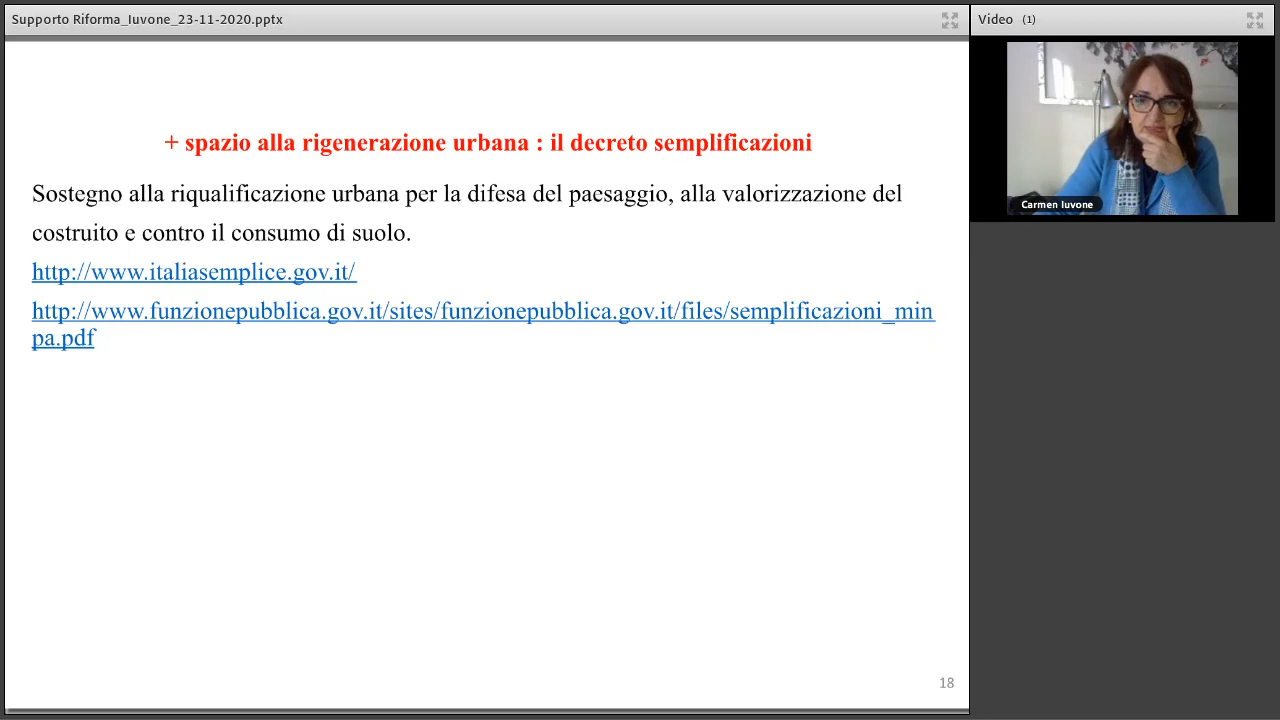 Supporto Riforma_Iuvone_23-11-2020.pptx
Video (1)
+ spazio alla rigenerazione urbana : il decreto semplificazioni
Sostegno alla riqualificazione urbana per la difesa del paesaggio, alla valorizzazione del
costruito e contro il consumo di suolo.
http://www.italiasemplice.gov.it/
http://www.funzionepubblica.gov.it/sites/funzionepubblica.gov.it/files/semplificazioni_min
pa.pdf
Carmen Iuvone
18